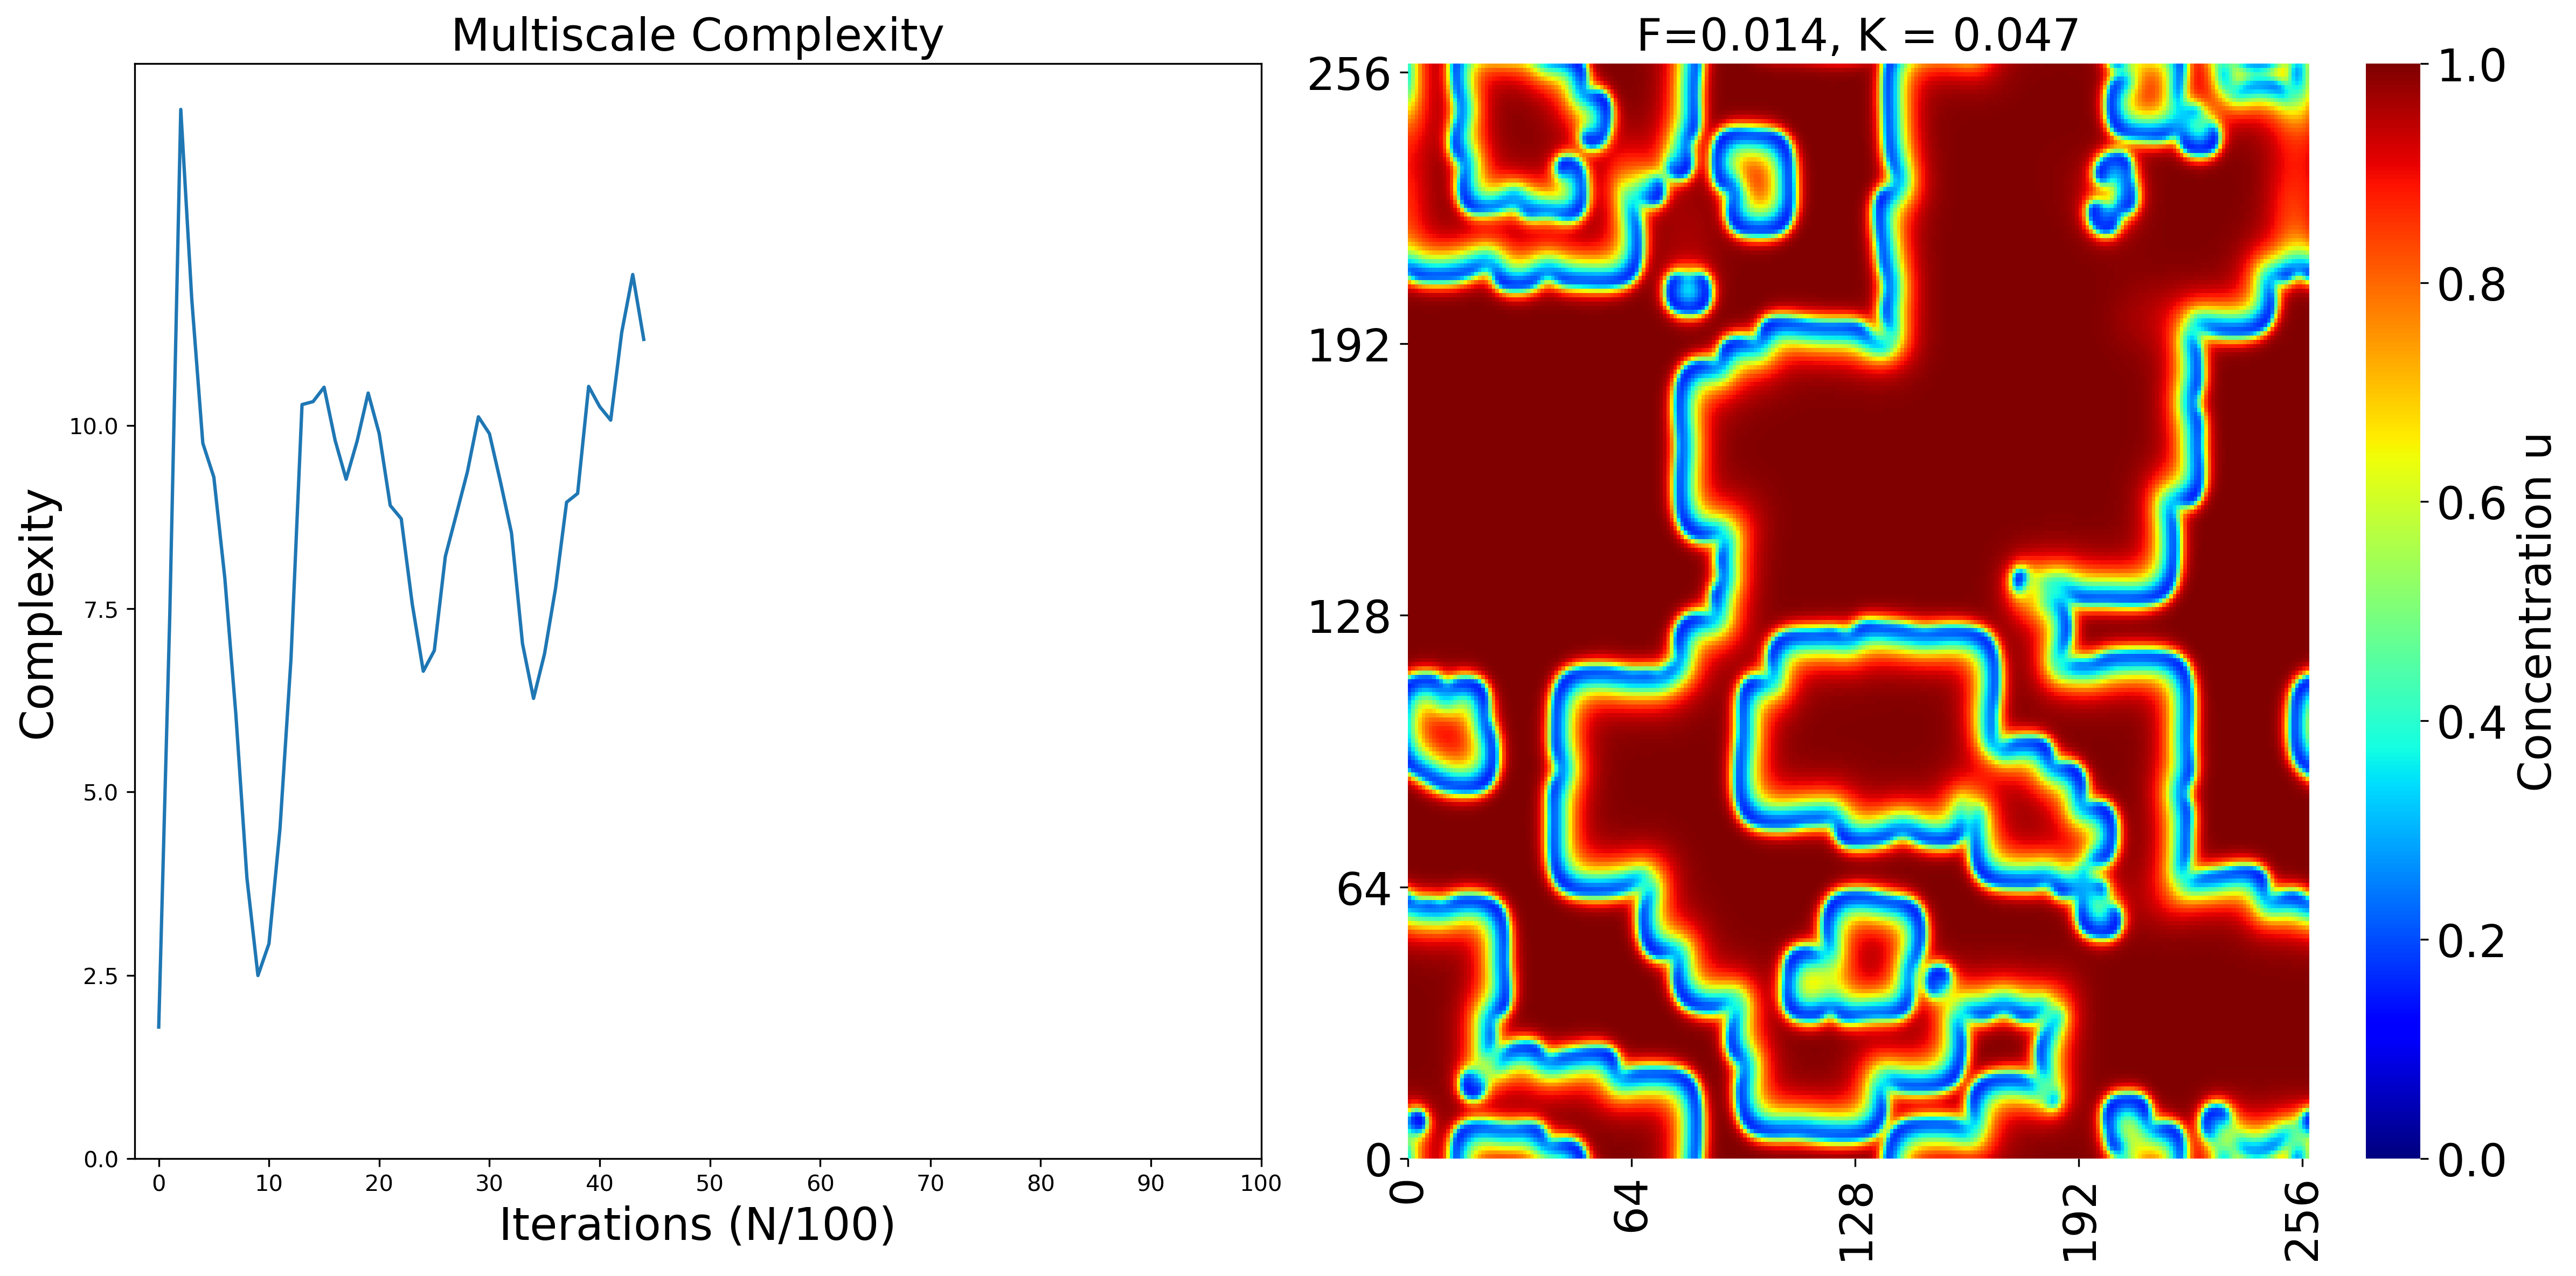 Multiscale Complexity
10.0
7.5
5.0
2.5
0.0
Complexity
0 10 20 30 40 50 60 70 80 90 100
Iterations (N/100)
F=0.014, K = 0.047
256
192
128
64
0
0 64 128 192 256
1.0
0.8
0.6
0.4
0.2
0.0
Concentration u